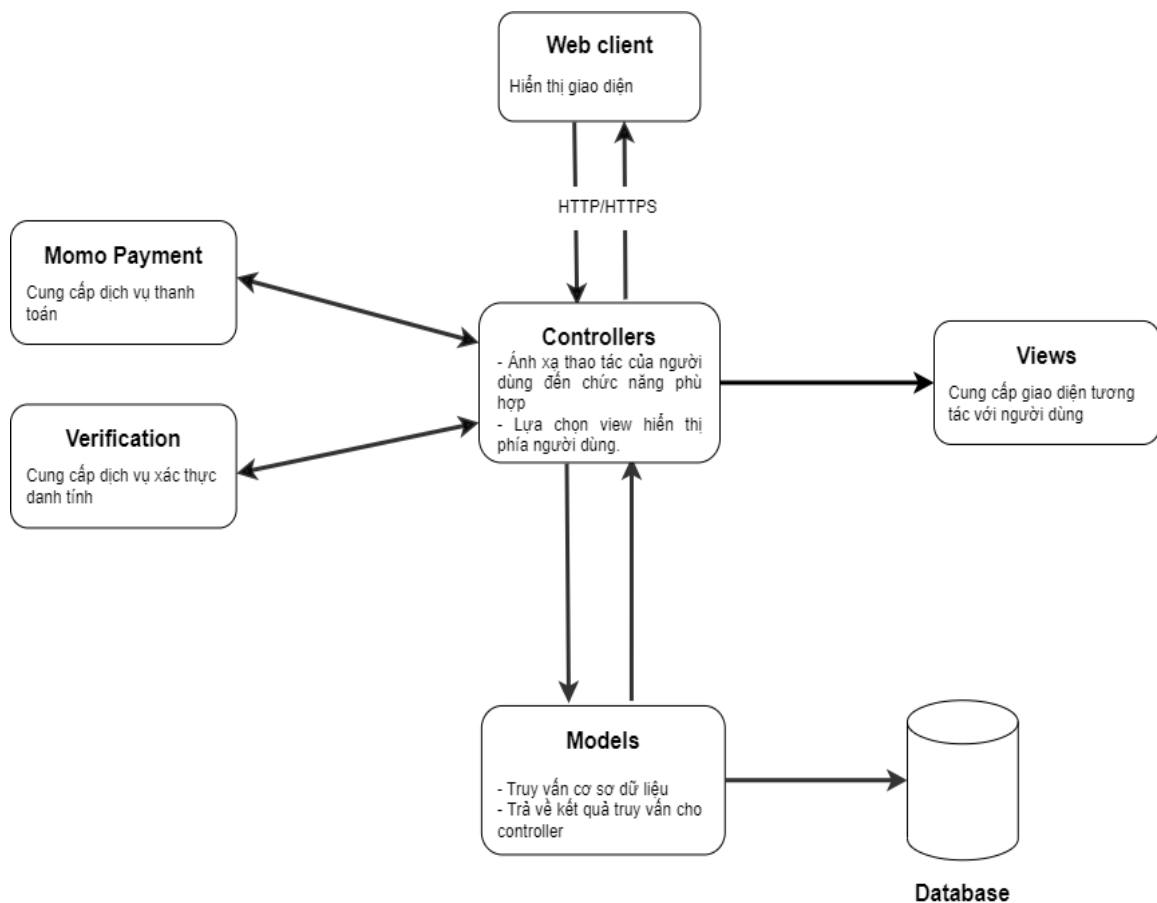 Web client
Hiển thị giao diện
HTTP/HTTPS
Momo Payment
Cung cấp dịch vụ thanh
toán
Controllers
- Ánh xạ thao tác của người
dùng đến chức năng phù
hợp
- Lựa chọn view hiển thị
phía người dùng.
Views
Cung cấp giao diện tương
tác với người dùng
Verification
Cung cấp dịch vụ xác thực
danh tính
Models
- Truy vấn cơ sơ dữ liệu
- Trả về kết quả truy vấn cho
controller
Database